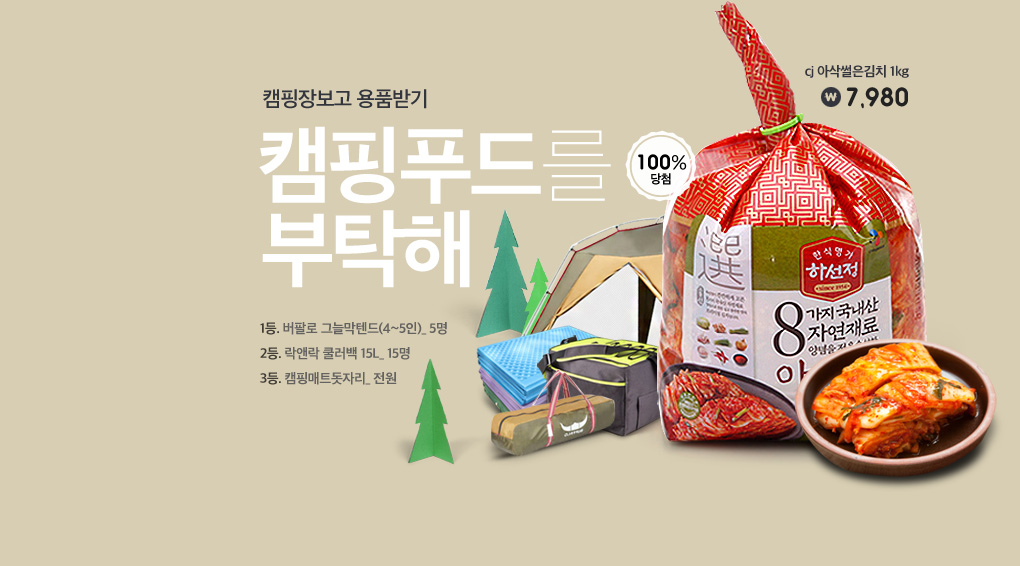 캠핑장보고 용품받기
캠핑푸드를
부탁해
1등. 버팔로 그늘막텐드(4~5인)_ 5명
2등. 락앤락 쿨러백 15L_ 15명
3등. 캠핑매트돗자리_ 전원
100%
당첨
cj 아삭썰은김치 1kg
₩ 7,980
選
한식명가
하선정
since 1954
8가지 국내산
자연재료